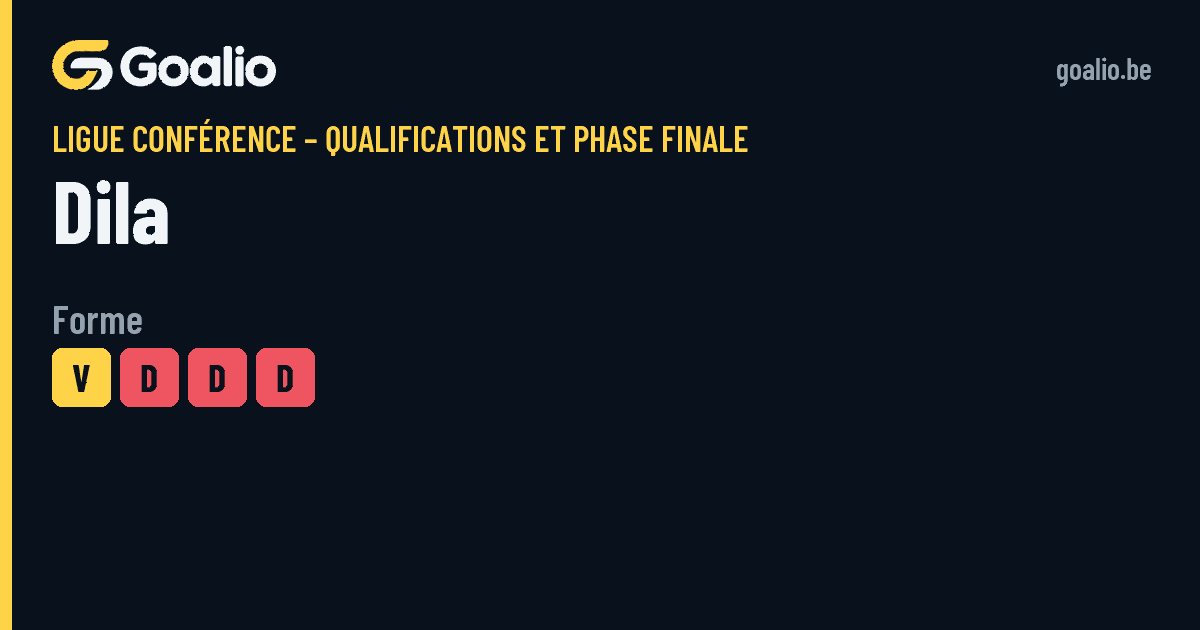 Goalio
goalio.be
LIGUE CONFÉRENCE – QUALIFICATIONS ET PHASE FINALE
Dila
Forme
V D D D